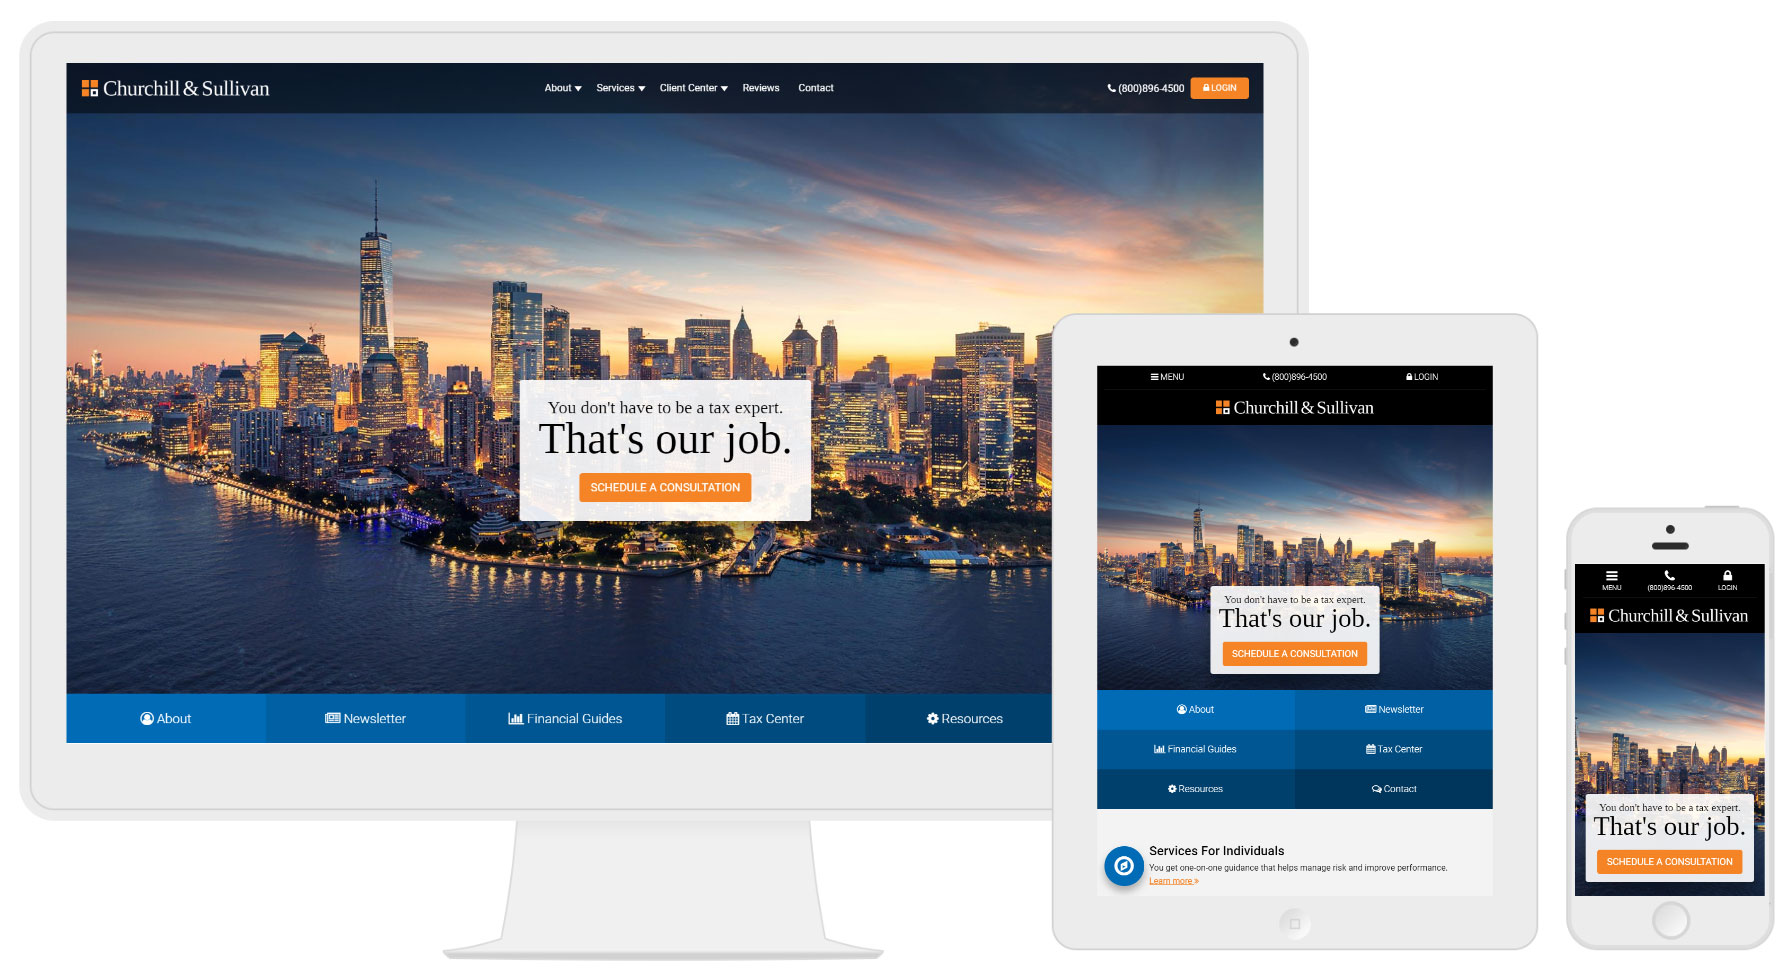 Churchill & Sullivan
About Services Client Center Reviews Contact
(800)896-4500 LOGIN
You don't have to be a tax expert.
That's our job.
SCHEDULE A CONSULTATION
About Newsletter Financial Guides Tax Center Resources
MENU (800)896-4500 LOGIN
Churchill & Sullivan
You don't have to be a tax expert.
That's our job.
SCHEDULE A CONSULTATION
About Newsletter
Financial Guides Tax Center
Resources Contact
Services For Individuals
You get one-on-one guidance that helps manage risk and improve performance.
Learn more »
MENU (800)896-4500 LOGIN
Churchill & Sullivan
You don't have to be a tax expert.
That's our job.
SCHEDULE A CONSULTATION